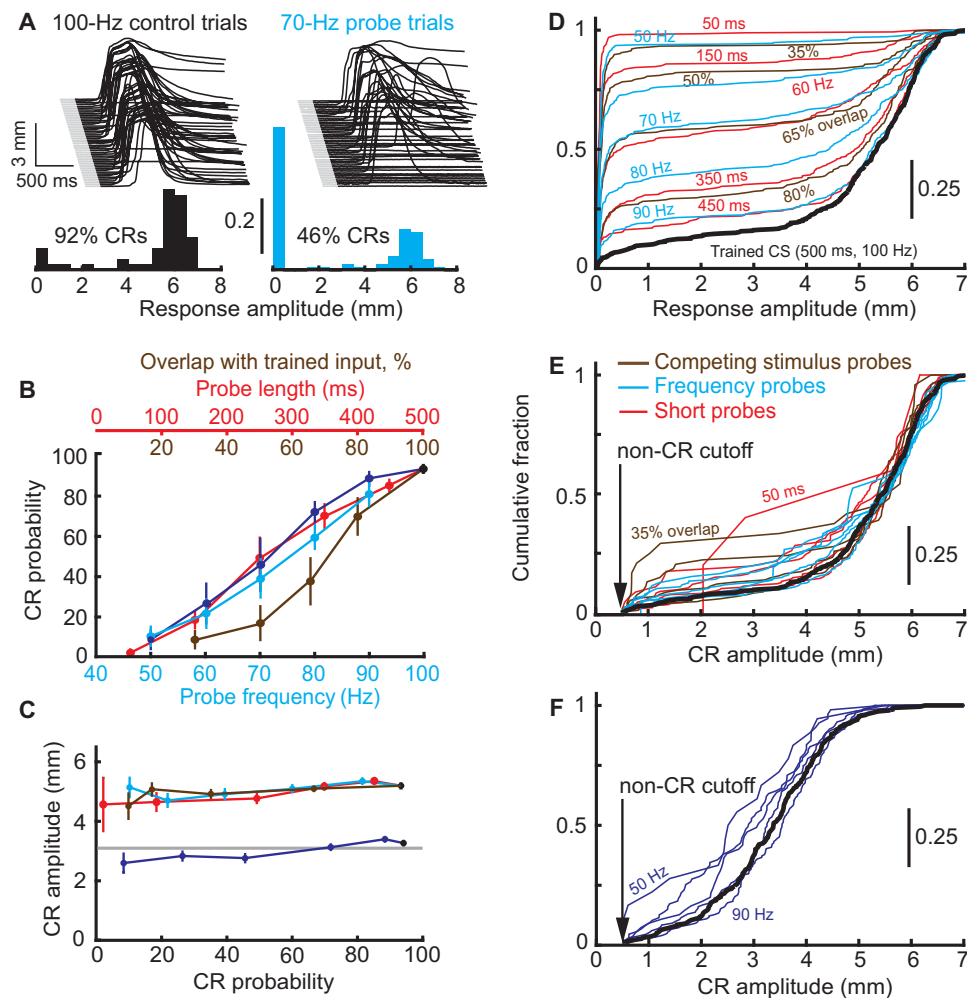 A
100-Hz control trials
70-Hz probe trials
3 mm
500 ms
92% CRs
0.2
46% CRs
0 2 4 6 8
0 2 4 6 8
Response amplitude (mm)
B
Overlap with trained input, %
Probe length (ms)
0 100 200 300 400 500
20 40 60 80 100
CR probability
100
80
60
40
20
0
40 50 60 70 80 90 100
Probe frequency (Hz)
C
CR amplitude (mm)
6
4
2
0
0 20 40 60 80 100
CR probability
D
1
0.5
0
50 ms
50 Hz
35%
150 ms
50%
60 Hz
70 Hz
65% overlap
80 Hz
350 ms
80%
90 Hz
450 ms
0.25
Trained CS (500 ms, 100 Hz)
0 1 2 3 4 5 6 7
Response amplitude (mm)
Cumulative fraction
E
Competing stimulus probes
Frequency probes
Short probes
1
0.5
0
non-CR cutoff
50 ms
35% overlap
0.25
0 1 2 3 4 5 6 7
CR amplitude (mm)
F
1
0.5
0
non-CR cutoff
50 Hz
90 Hz
0.25
0 1 2 3 4 5 6 7
CR amplitude (mm)